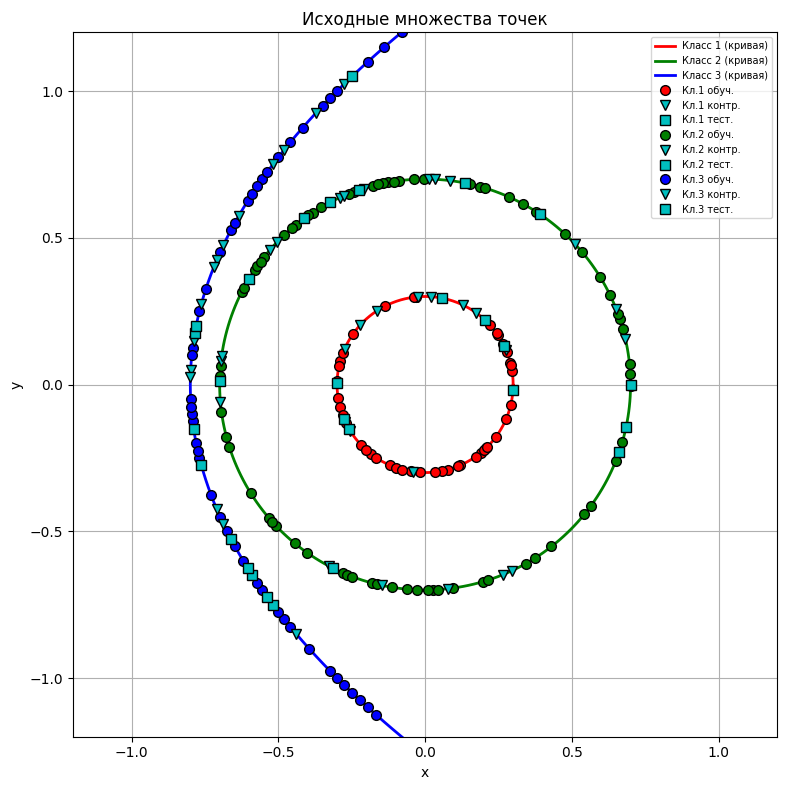 Исходные множества точек
Класс 1 (кривая)
Класс 2 (кривая)
Класс 3 (кривая)
Кл.1 обуч.
Кл.1 контр.
Кл.1 тест.
Кл.2 обуч.
Кл.2 контр.
Кл.2 тест.
Кл.3 обуч.
Кл.3 контр.
Кл.3 тест.
1.0
0.5
0.0
−0.5
−1.0
y
−1.0 −0.5 0.0 0.5 1.0
x